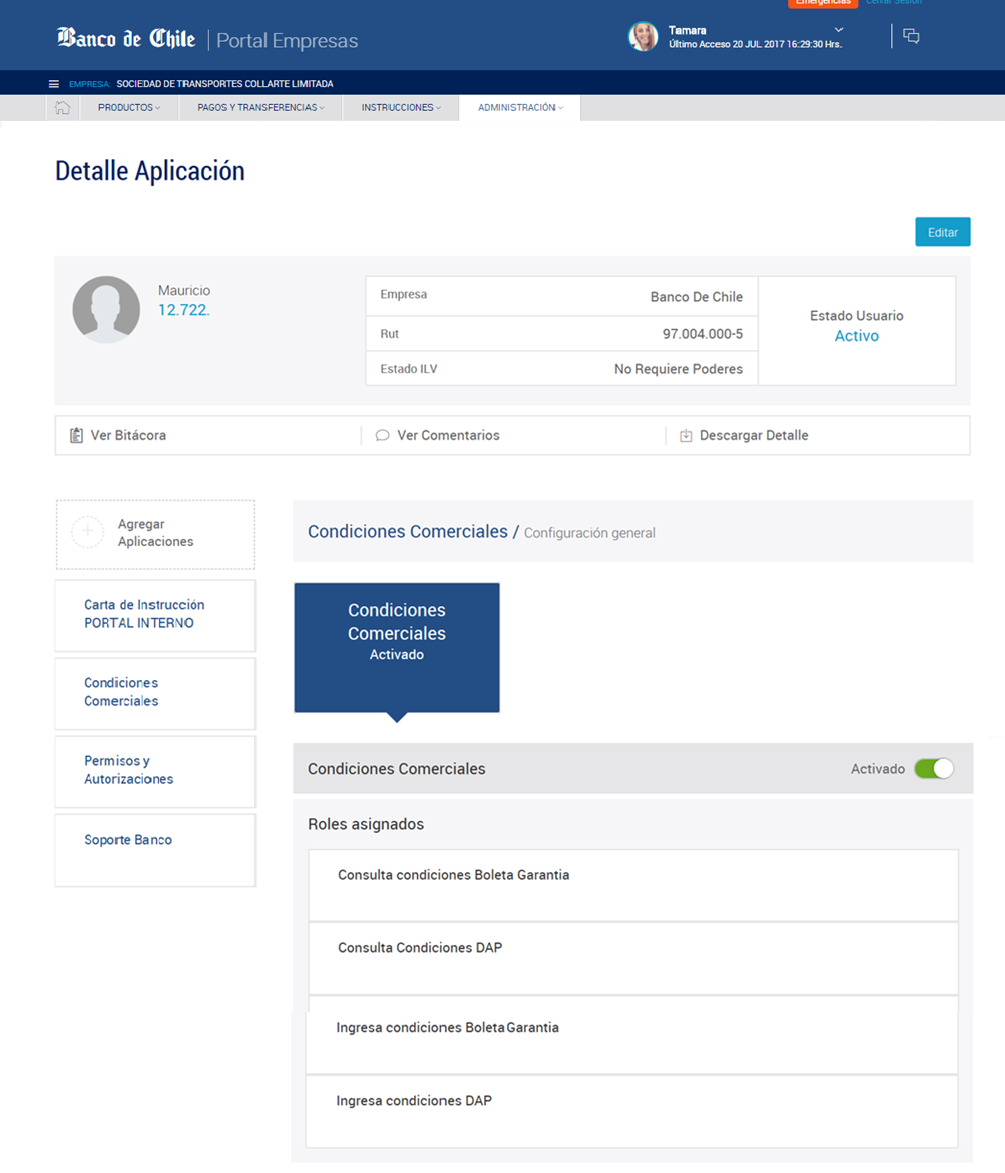 Emergencias Cerrar Sesión
Banco de Chile | Portal Empresas
Tamara
Último Acceso 20 JUL 2017 16:29:30 Hrs.
EMPRESA: SOCIEDAD DE TRANSPORTES COLLARTE LIMITADA
PRODUCTOS
PAGOS Y TRANSFERENCIAS
INSTRUCCIONES
ADMINISTRACIÓN
Detalle Aplicación
Editar
Mauricio
12.722.
Empresa Banco De Chile
Rut 97.004.000-5
Estado ILV No Requiere Poderes
Estado Usuario
Activo
Ver Bitácora
Ver Comentarios
Descargar Detalle
Agregar
Aplicaciones
Carta de Instrucción
PORTAL INTERNO
Condiciones
Comerciales
Permisos y
Autorizaciones
Soporte Banco
Condiciones Comerciales / Configuración general
Condiciones
Comerciales
Activado
Condiciones Comerciales Activado
Roles asignados
Consulta condiciones Boleta Garantia
Consulta Condiciones DAP
Ingresa condiciones Boleta Garantia
Ingresa condiciones DAP